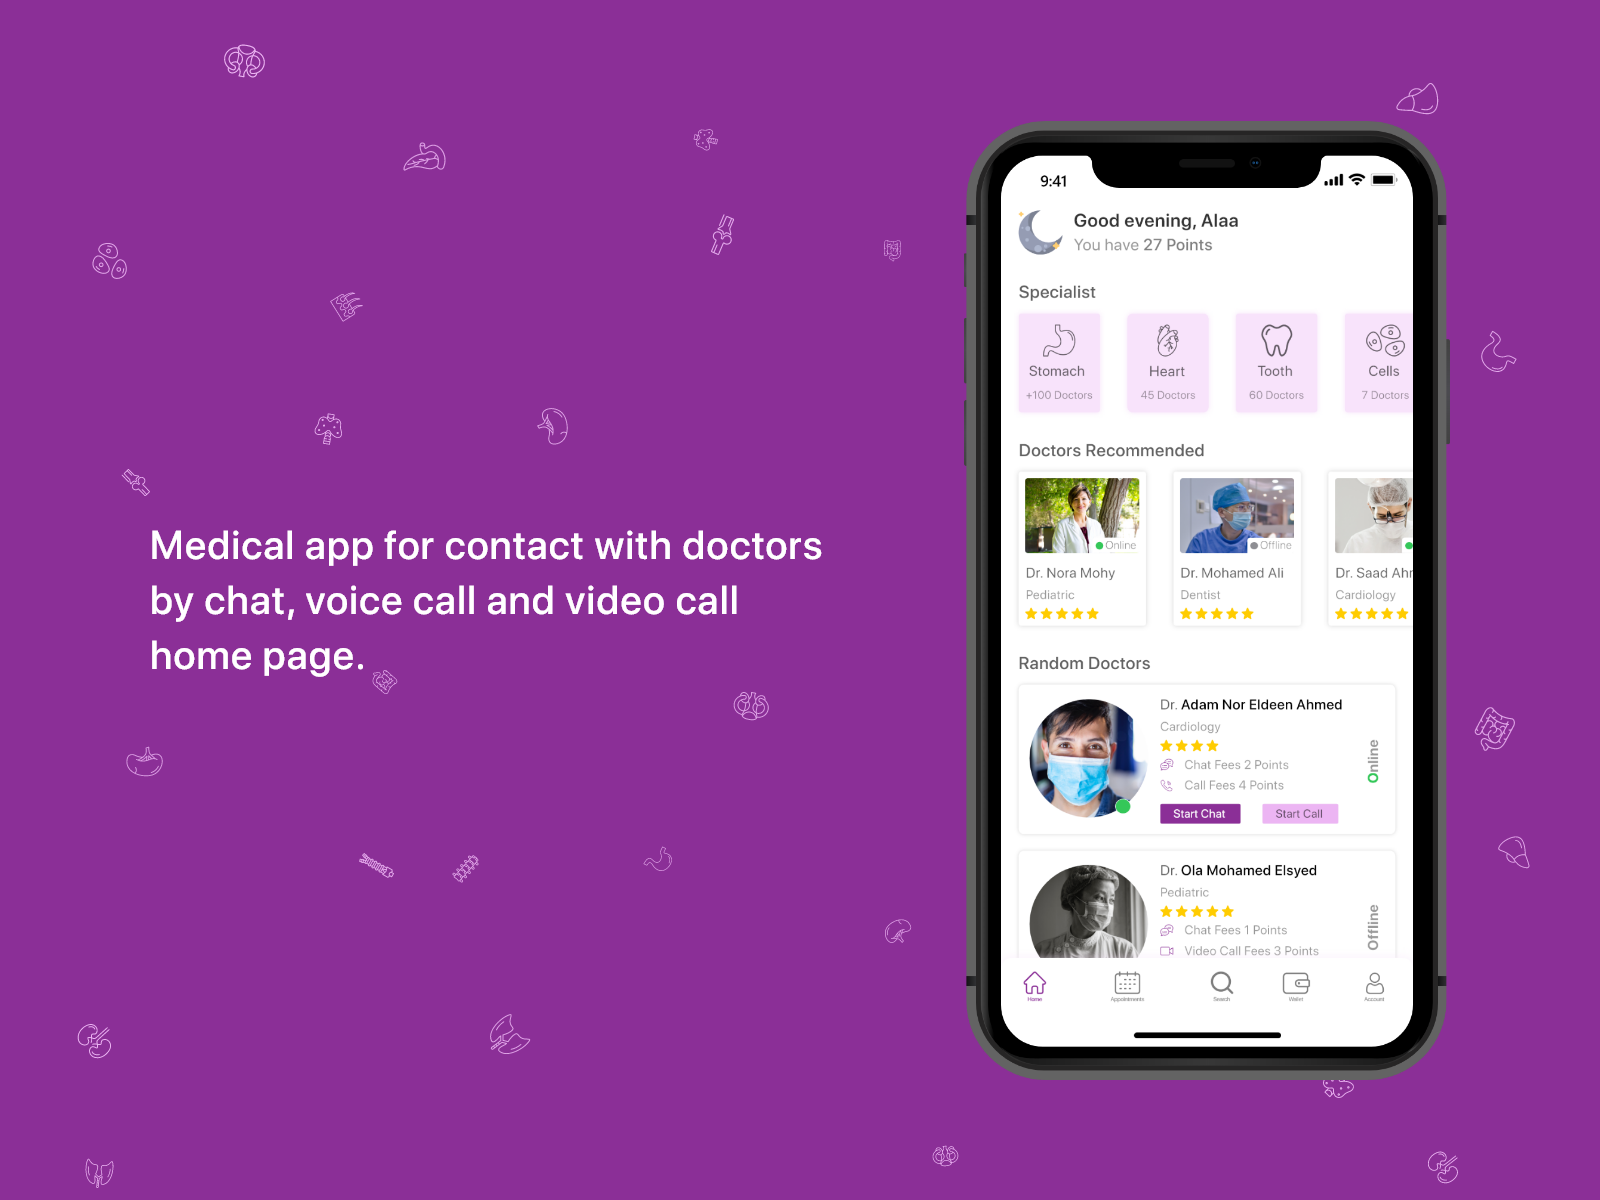 Medical app for contact with doctors
by chat, voice call and video call
home page.
9:41
Good evening, Alaa
You have 27 Points
Specialist
Stomach
+100 Doctors
Heart
45 Doctors
Tooth
60 Doctors
Cells
7 Doctors
Doctors Recommended
Online
Dr. Nora Mohy
Pediatric
Offline
Dr. Mohamed Ali
Dentist
Dr. Saad Ahr
Cardiology
Random Doctors
Dr. Adam Nor Eldeen Ahmed
Cardiology
Chat Fees 2 Points
Call Fees 4 Points
Start Chat
Start Call
Online
Dr. Ola Mohamed Elsyed
Pediatric
Chat Fees 1 Points
Video Call Fees 3 Points
Offline
Home
Appointments
Search
Wallet
Account